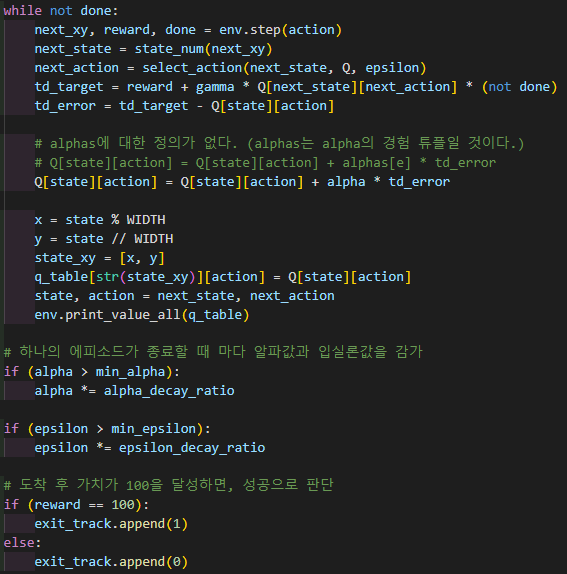 while not done:
    next_xy, reward, done = env.step(action)
    next_state = state_num(next_xy)
    next_action = select_action(next_state, Q, epsilon)
    td_target = reward + gamma * Q[next_state][next_action] * (not done)
    td_error = td_target - Q[state][action]

    # alphas에 대한 정의가 없다. (alphas는 alpha의 경험 튜플일 것이다.)
    # Q[state][action] = Q[state][action] + alphas[e] * td_error
    Q[state][action] = Q[state][action] + alpha * td_error

    x = state % WIDTH
    y = state // WIDTH
    state_xy = [x, y]
    q_table[str(state_xy)][action] = Q[state][action]
    state, action = next_state, next_action
    env.print_value_all(q_table)

# 하나의 에피소드가 종료할 때 마다 알파값과 입실론값을 감가
if (alpha > min_alpha):
    alpha *= alpha_decay_ratio

if (epsilon > min_epsilon):
    epsilon *= epsilon_decay_ratio

# 도착 후 가치가 100을 달성하면, 성공으로 판단
if (reward == 100):
    exit_track.append(1)
else:
    exit_track.append(0)